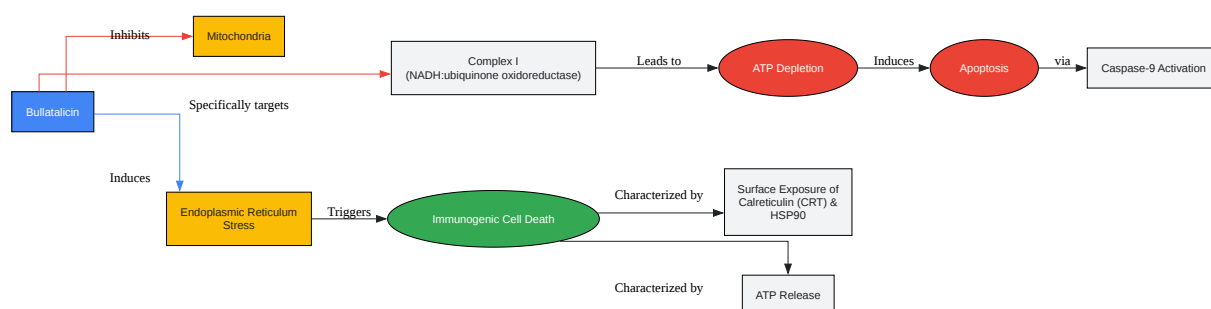 Inhibits
Mitochondria
Complex I
(NADH:ubiquinone oxidoreductase)
Leads to
ATP Depletion
Induces
Apoptosis
via
Caspase-9 Activation
Bullatalicin
Specifically targets
Induces
Endoplasmic Reticulum
Stress
Triggers
Immunogenic Cell Death
Characterized by
Surface Exposure of
Calreticulin (CRT) &
HSP90
Characterized by
ATP Release